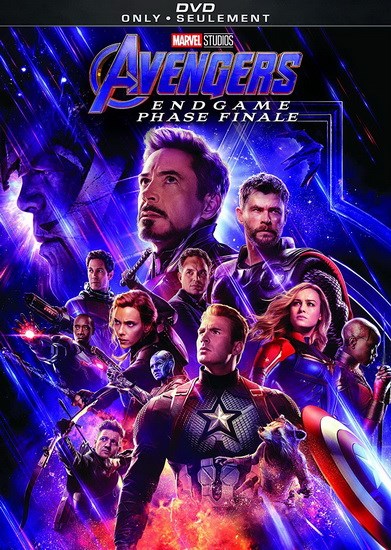 DVD
ONLY • SEULEMENT
MARVEL STUDIOS
AVENGERS
ENDGAME
PHASE FINALE